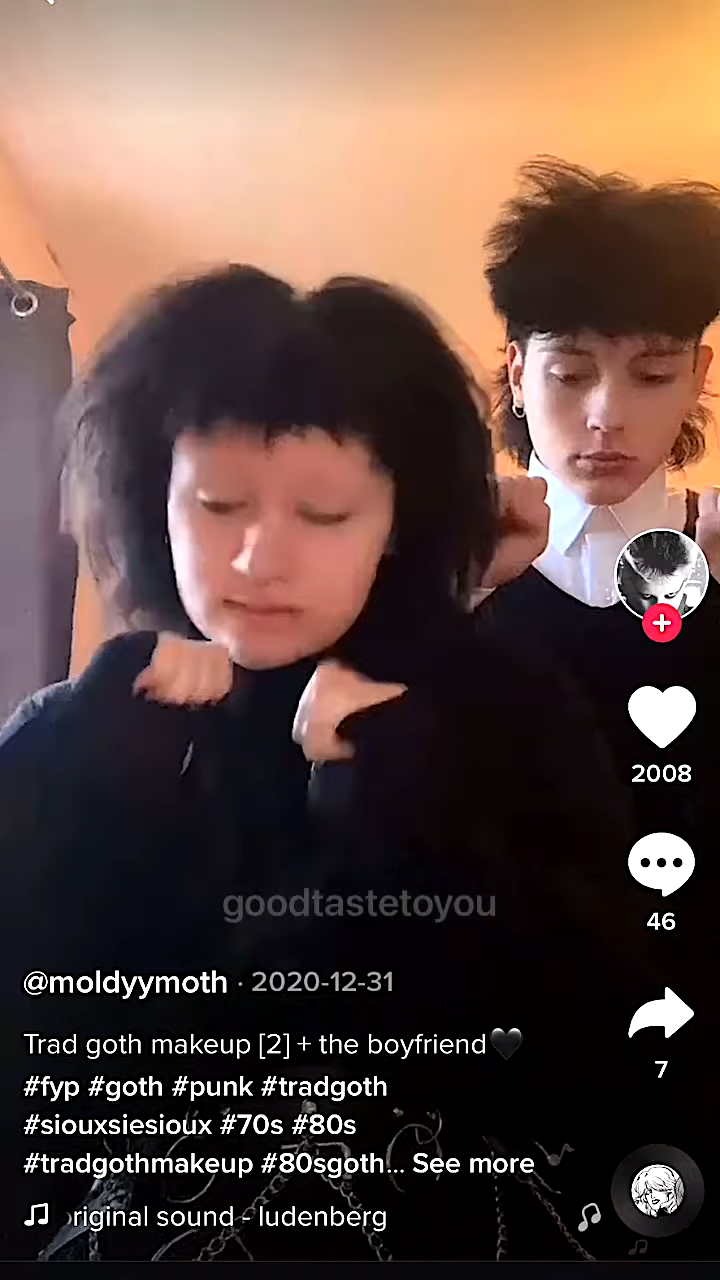 2008
goodtastetoyou
46
@moldyymoth · 2020-12-31
Trad goth makeup [2] + the boyfriend🖤
7
#fyp #goth #punk #tradgoth
#siouxsiesioux #70s #80s
#tradgothmakeup #80sgoth... See more
riginal sound - ludenberg